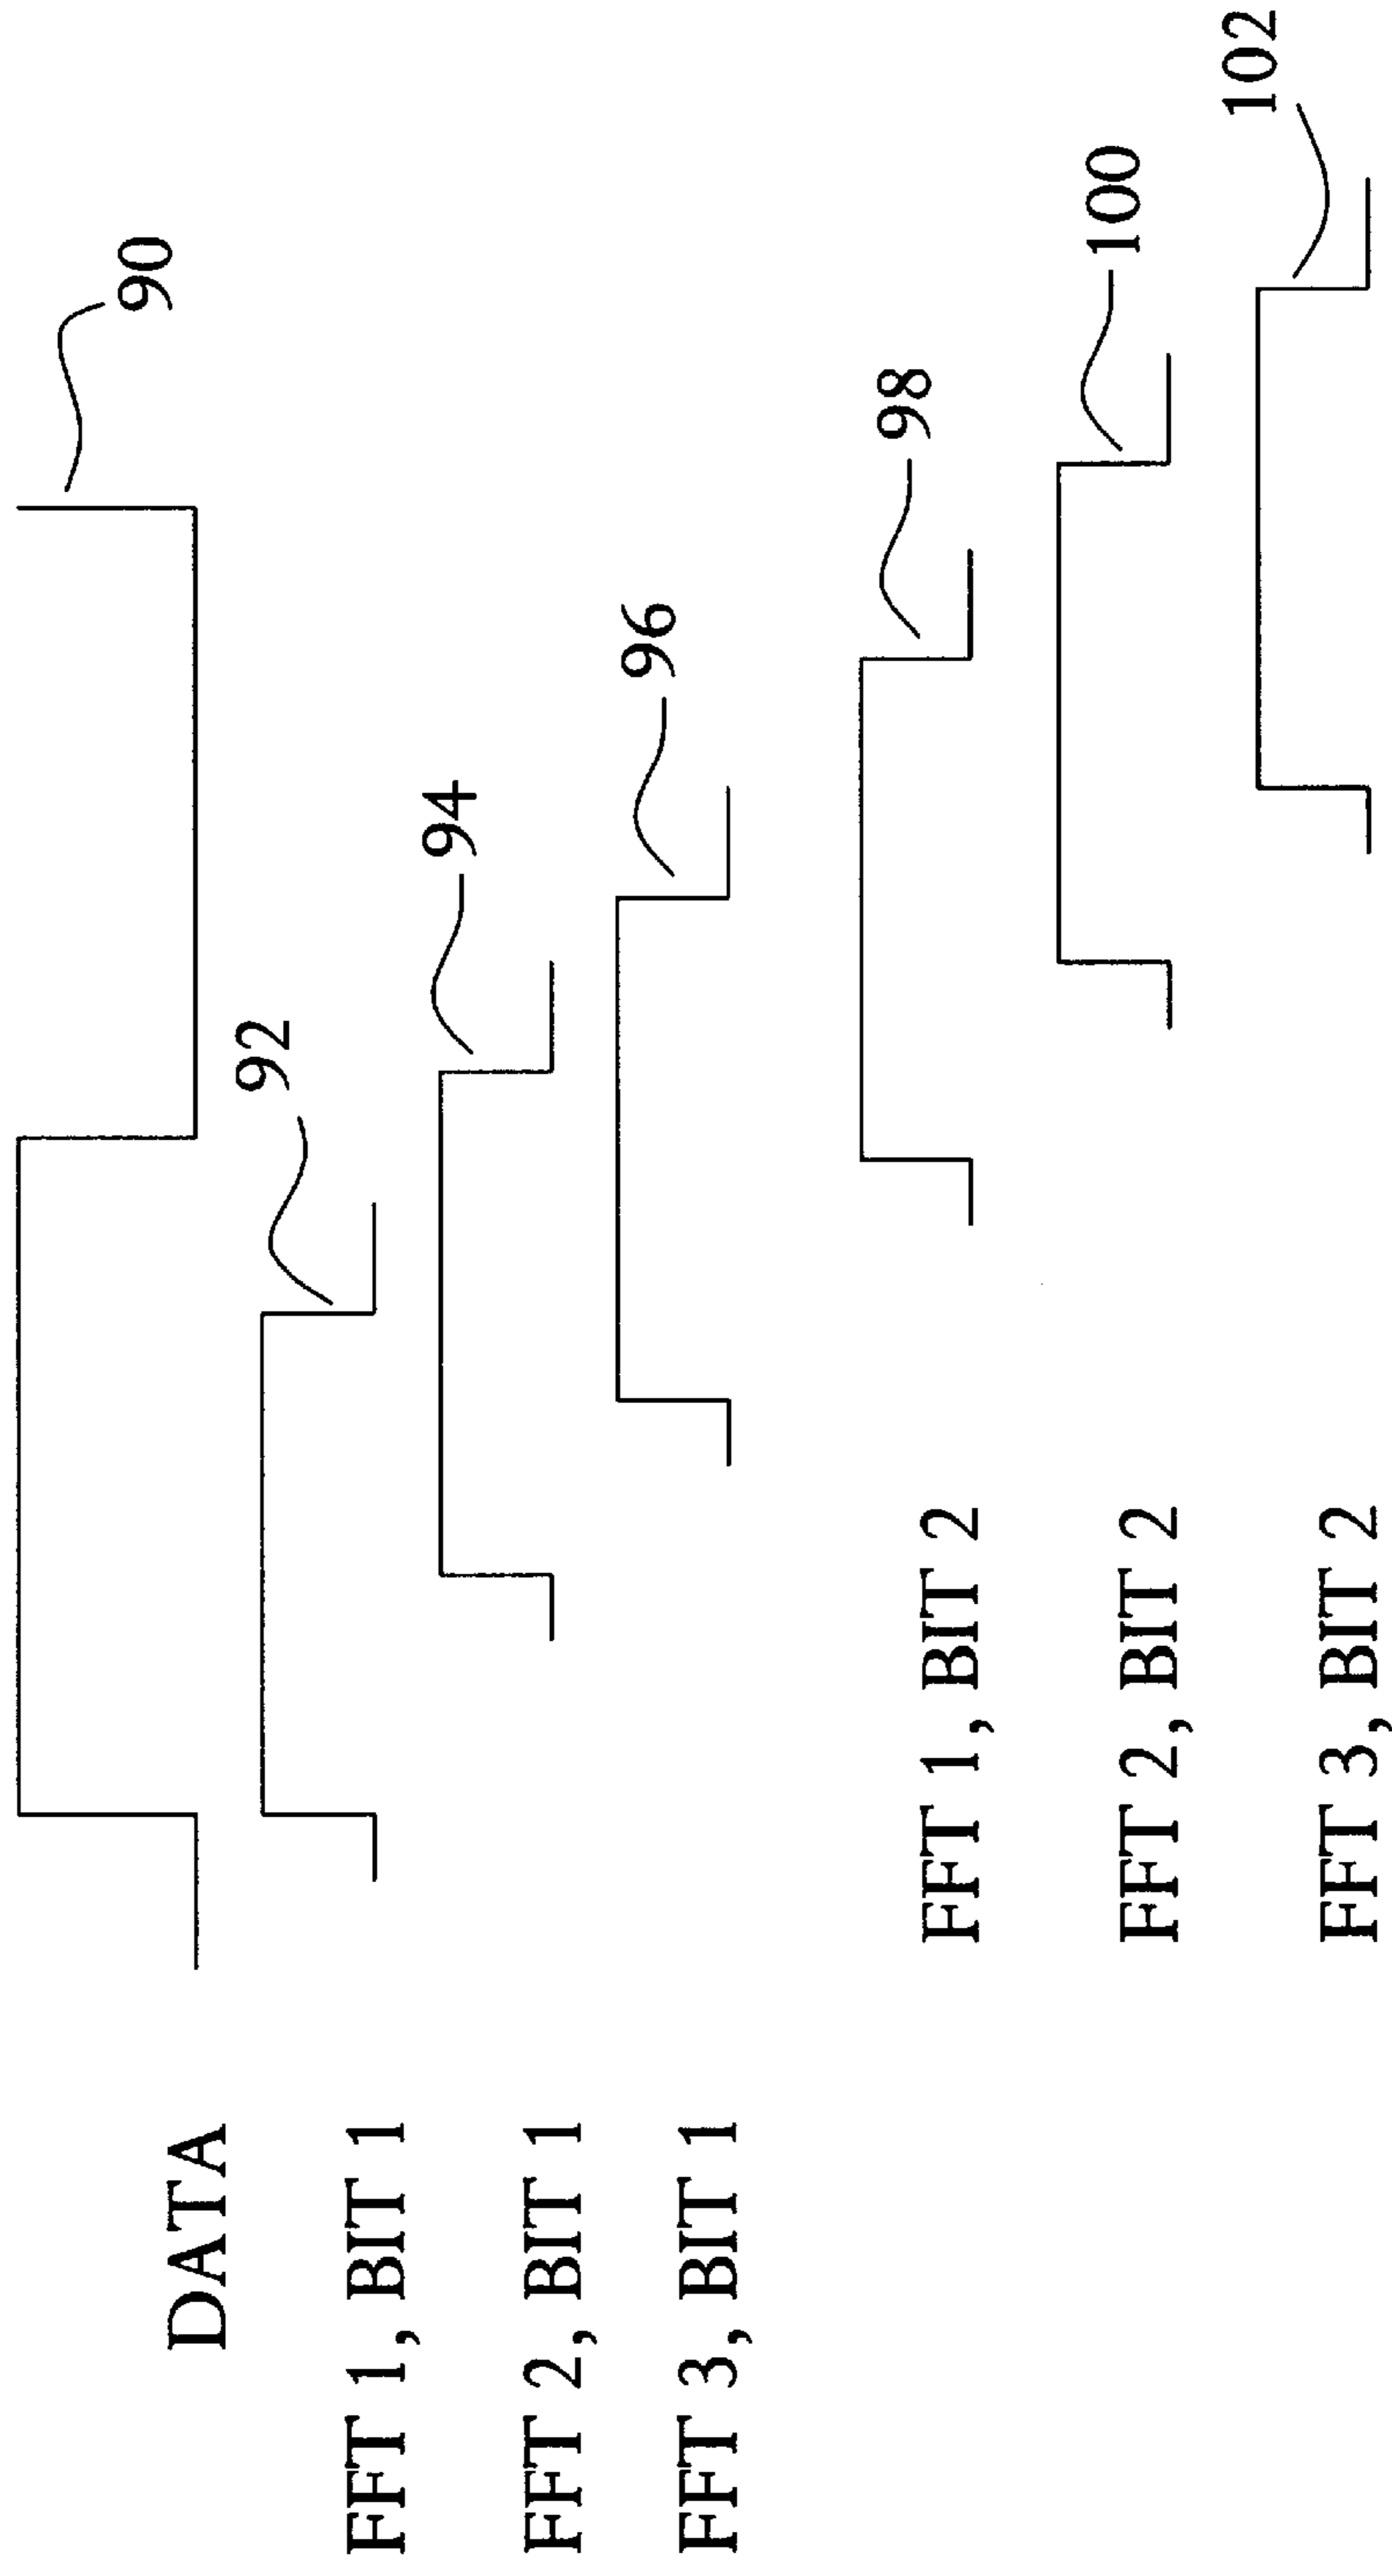 DATA
90
FFT 1, BIT 1
92
FFT 2, BIT 1
94
FFT 3, BIT 1
96
FFT 1, BIT 2
98
FFT 2, BIT 2
100
FFT 3, BIT 2
102